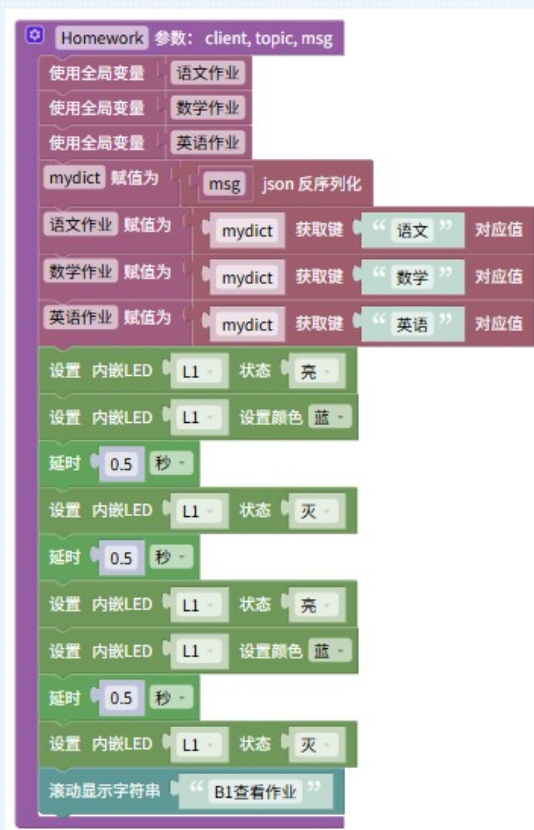 Homework 参数： client, topic, msg
使用全局变量 语文作业
使用全局变量 数学作业
使用全局变量 英语作业
mydict 赋值为 msg json 反序列化
语文作业 赋值为 mydict 获取键 “ 语文 ” 对应值
数学作业 赋值为 mydict 获取键 “ 数学 ” 对应值
英语作业 赋值为 mydict 获取键 “ 英语 ” 对应值
设置 内嵌LED L1 状态 亮
设置 内嵌LED L1 设置颜色 蓝
延时 0.5 秒
设置 内嵌LED L1 状态 灭
延时 0.5 秒
设置 内嵌LED L1 状态 亮
设置 内嵌LED L1 设置颜色 蓝
延时 0.5 秒
设置 内嵌LED L1 状态 灭
滚动显示字符串 “ B1查看作业 ”